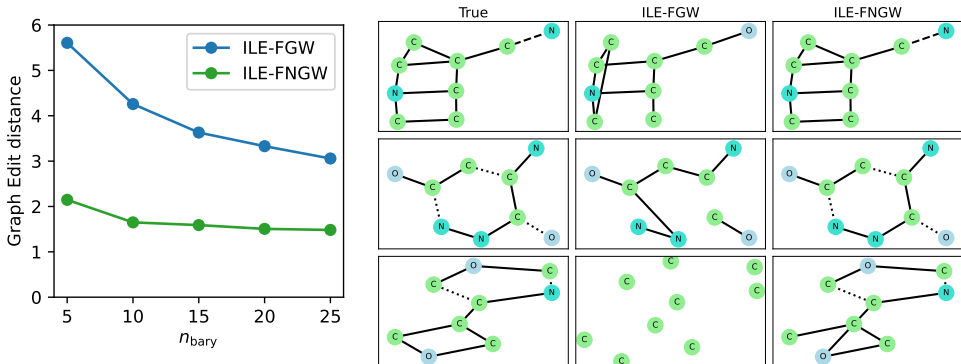 6
5
4
3
2
1
0
Graph Edit distance
ILE-FGW
ILE-FNGW
5 10 15 20 25
n_bary
True ILE-FGW ILE-FNGW
C C N C C N C C C
C C O C C N C C C
C C N C C N C C C
O C C C N N N C O
O C C C N N N C O
O C C C N N N C O
O C C N C C C C O
C C C C C C C C C
O C C N C C C C O